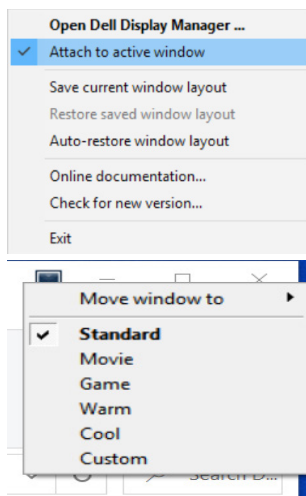 Open Dell Display Manager ...
Attach to active window
Save current window layout
Restore saved window layout
Auto-restore window layout
Online documentation...
Check for new version...
Exit
Move window to
Standard
Movie
Game
Warm
Cool
Custom
Search D...